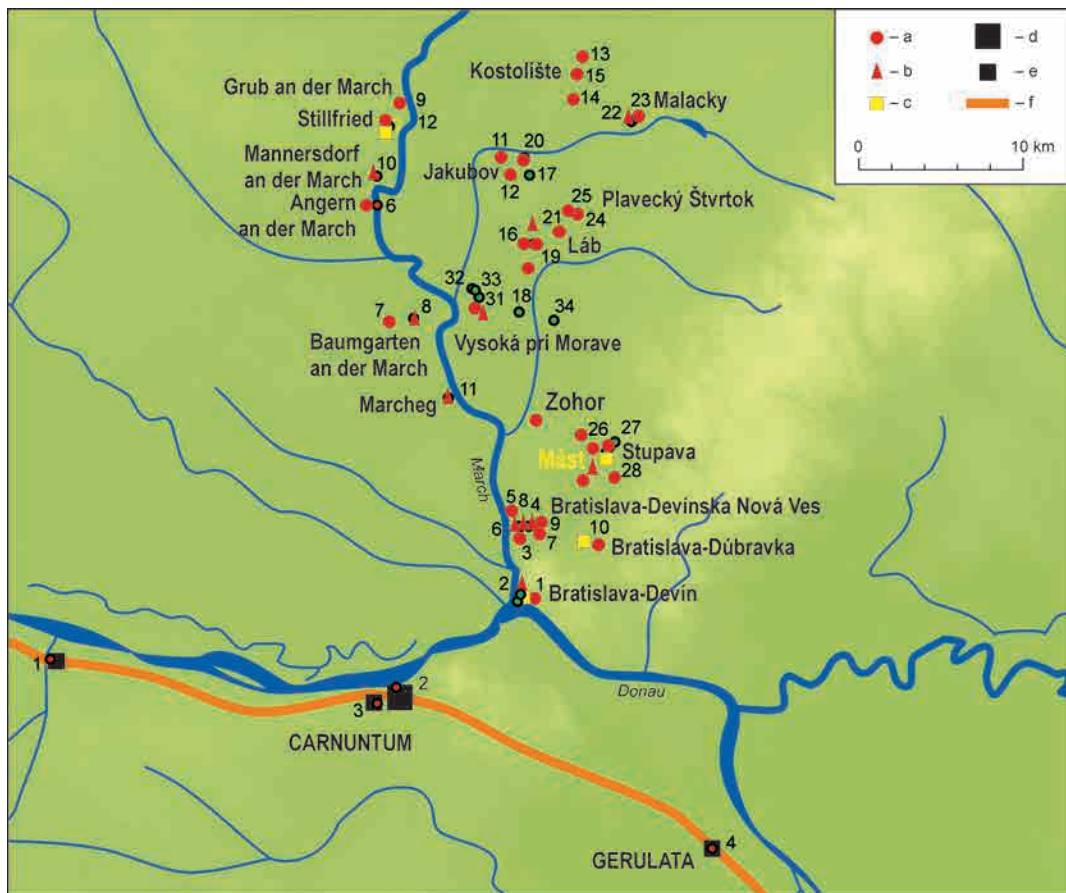 – a
– b
– c
– d
– e
– f
0
10 km
13
Kostolište
15
14
23
Malacky
22
Grub an der March
9
Stillfried
12
Mannersdorf
an der March
10
Angern
an der March
6
11
20
Jakubov
17
12
25
Plavecký Štvrtok
24
21
16
Láb
19
32
33
31
18
34
7
8
Vysoká pri Morave
Baumgarten
an der March
Marcheg
11
Zohor
26
27
Stupava
Mást
28
March
5
8
4
Bratislava-Devínska Nová Ves
6
9
3
7
10
Bratislava-Dúbravka
2
1
Bratislava-Devín
Donau
1
2
3
CARNUNTUM
GERULATA
4